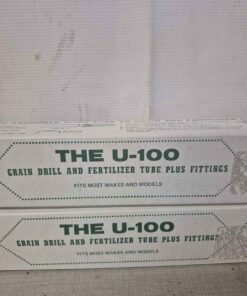 THE U-100
GRAIN DRILL AND FERTILIZER TUBE PLUS FITTINGS
FITS MOST MAKES AND MODELS
THE U-100
GRAIN DRILL AND FERTILIZER TUBE PLUS FITTINGS
FITS MOST MAKES AND MODELS